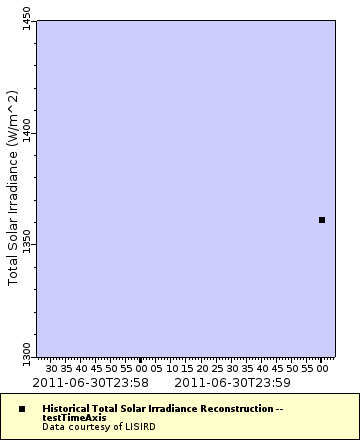 1450
1400
1350
1300
Total Solar Irradiance (W/m^2)
30 35 40 45 50 55 00 05 10 15 20 25 30 35 40 45 50 55 00
2011-06-30T23:58 2011-06-30T23:59
Historical Total Solar Irradiance Reconstruction --
testTimeAxis
Data courtesy of LISIRD